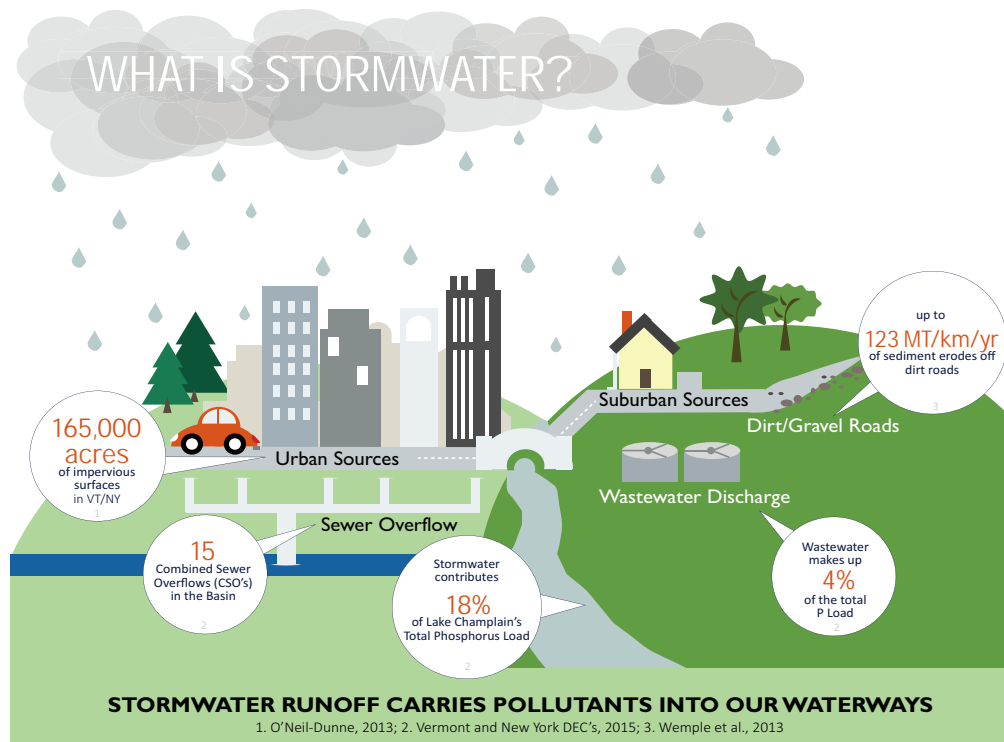 WHAT IS STORMWATER?
up to
123 MT/km/yr
of sediment erodes off
dirt roads
3
Suburban Sources
Dirt/Gravel Roads
165,000
acres
of impervious
surfaces
in VT/NY
1
Urban Sources
Wastewater Discharge
Sewer Overflow
15
Combined Sewer
Overflows (CSO's)
in the Basin
2
Stormwater
contributes
18%
of Lake Champlain's
Total Phosphorus Load
2
Wastewater
makes up
4%
of the total
P Load
2
STORMWATER RUNOFF CARRIES POLLUTANTS INTO OUR WATERWAYS
1. O'Neil-Dunne, 2013; 2. Vermont and New York DEC's, 2015; 3. Wemple et al., 2013